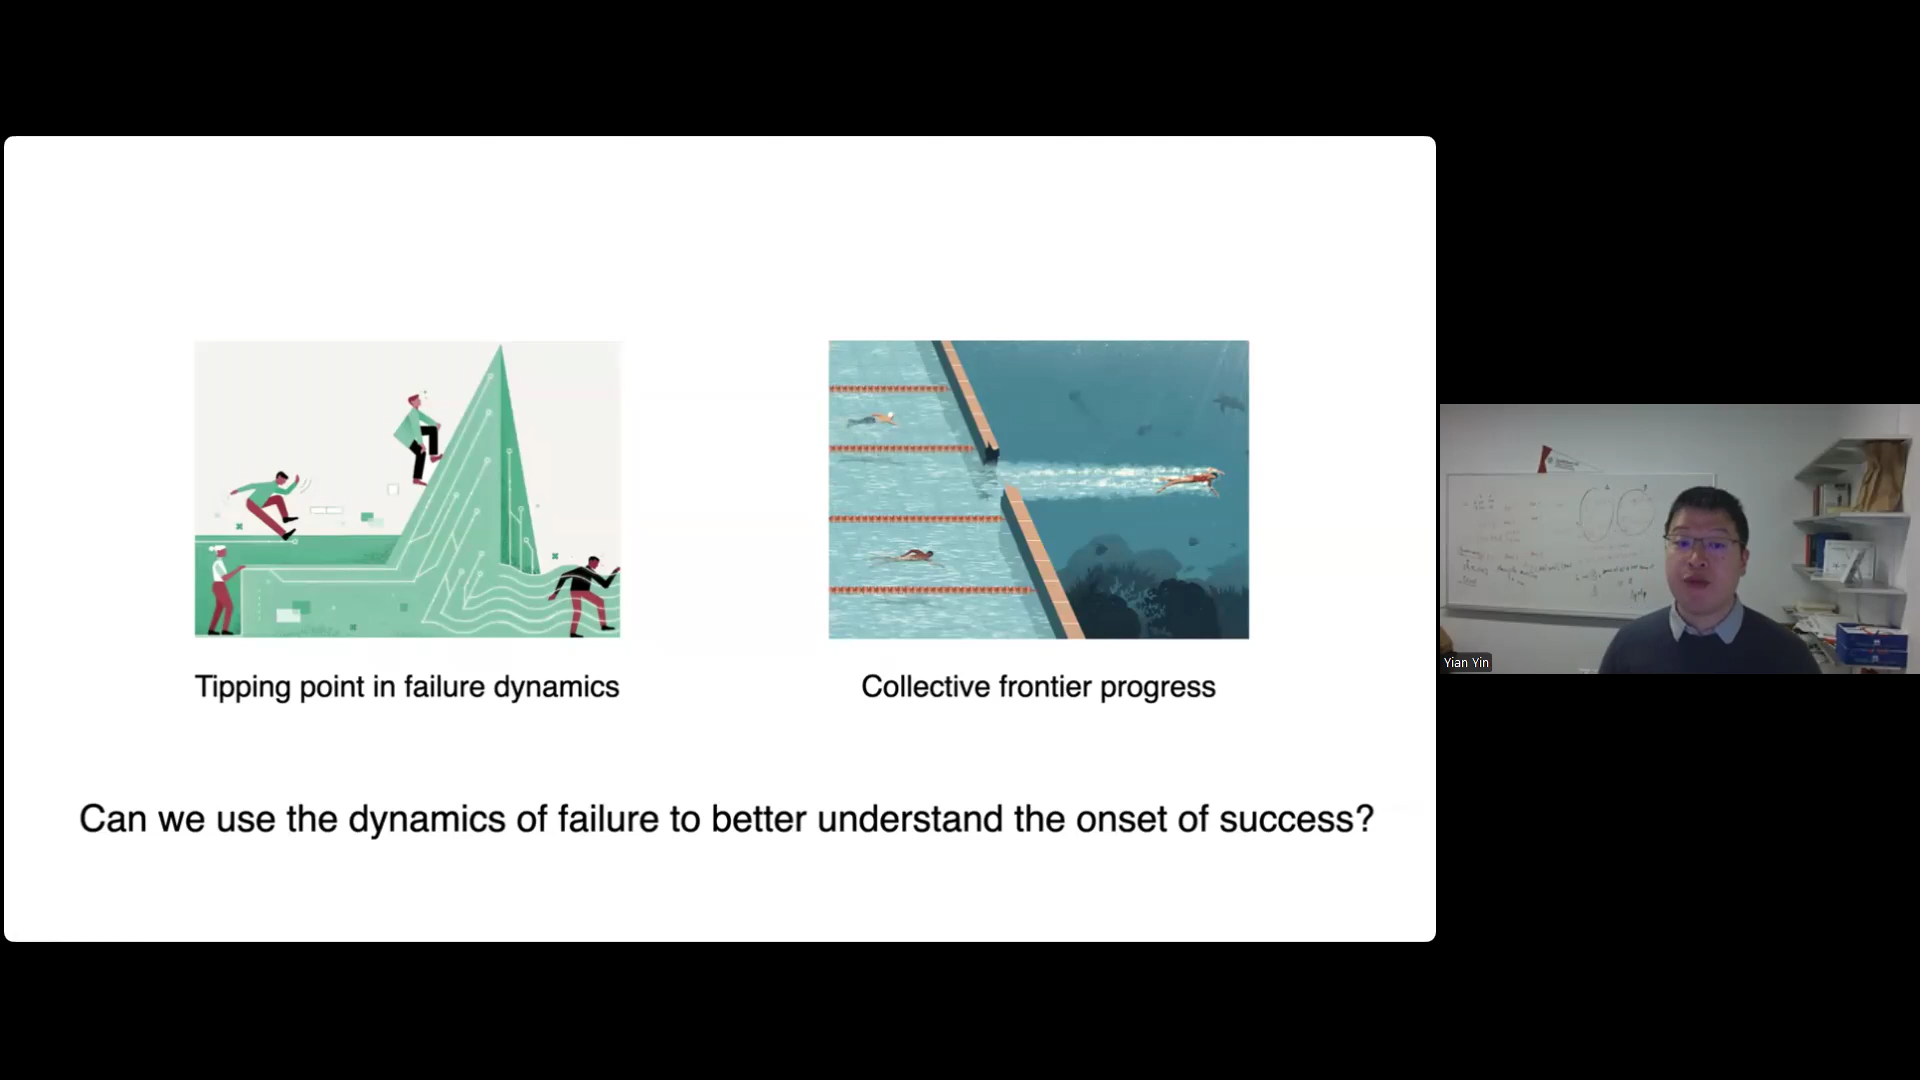 Tipping point in failure dynamics
Collective frontier progress
Can we use the dynamics of failure to better understand the onset of success?
Yian Yin